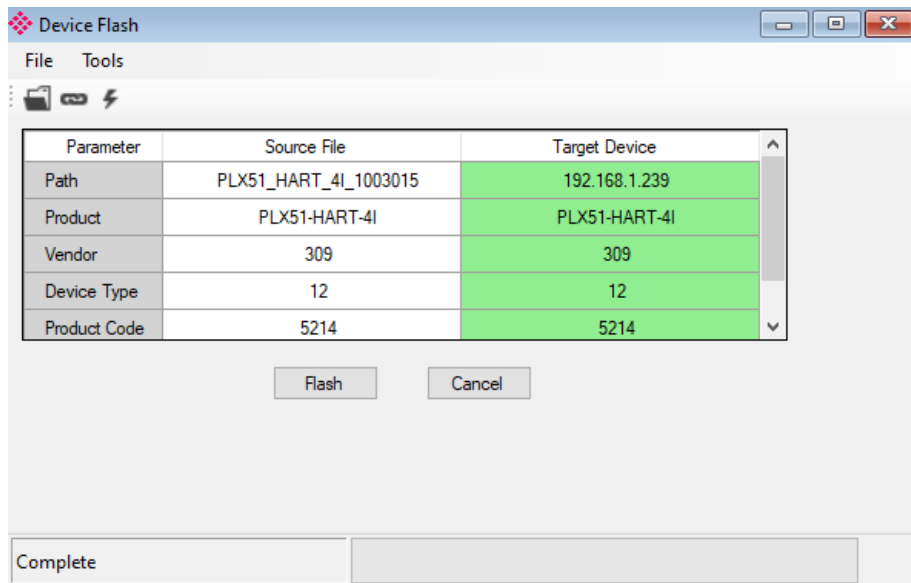 Device Flash
File Tools
Parameter Source File Target Device
Path PLX51_HART_4I_1003015 192.168.1.239
Product PLX51-HART-4I PLX51-HART-4I
Vendor 309 309
Device Type 12 12
Product Code 5214 5214
Flash Cancel
Complete